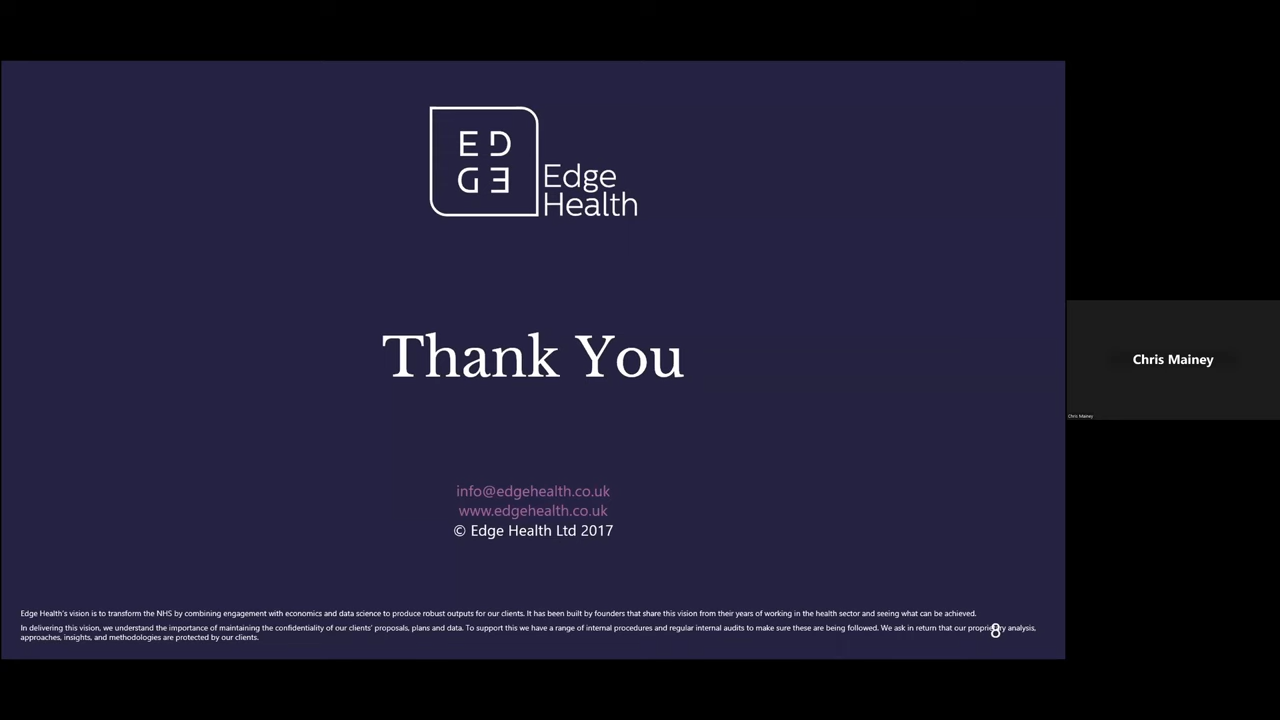 E D
G E
Edge
Health
Thank You
Chris Mainey
Chris Mainey
info@edgehealth.co.uk
www.edgehealth.co.uk
© Edge Health Ltd 2017
Edge Health's vision is to transform the NHS by combining engagement with economics and data science to produce robust outputs for our clients. It has been built by founders that share this vision from their years of working in the health sector and seeing what can be achieved.
In delivering this vision, we understand the importance of maintaining the confidentiality of our clients' proposals, plans and data. To support this we have a range of internal procedures and regular internal audits to make sure these are being followed. We ask in return that our proprietary analysis,
approaches, insights, and methodologies are protected by our clients.
8